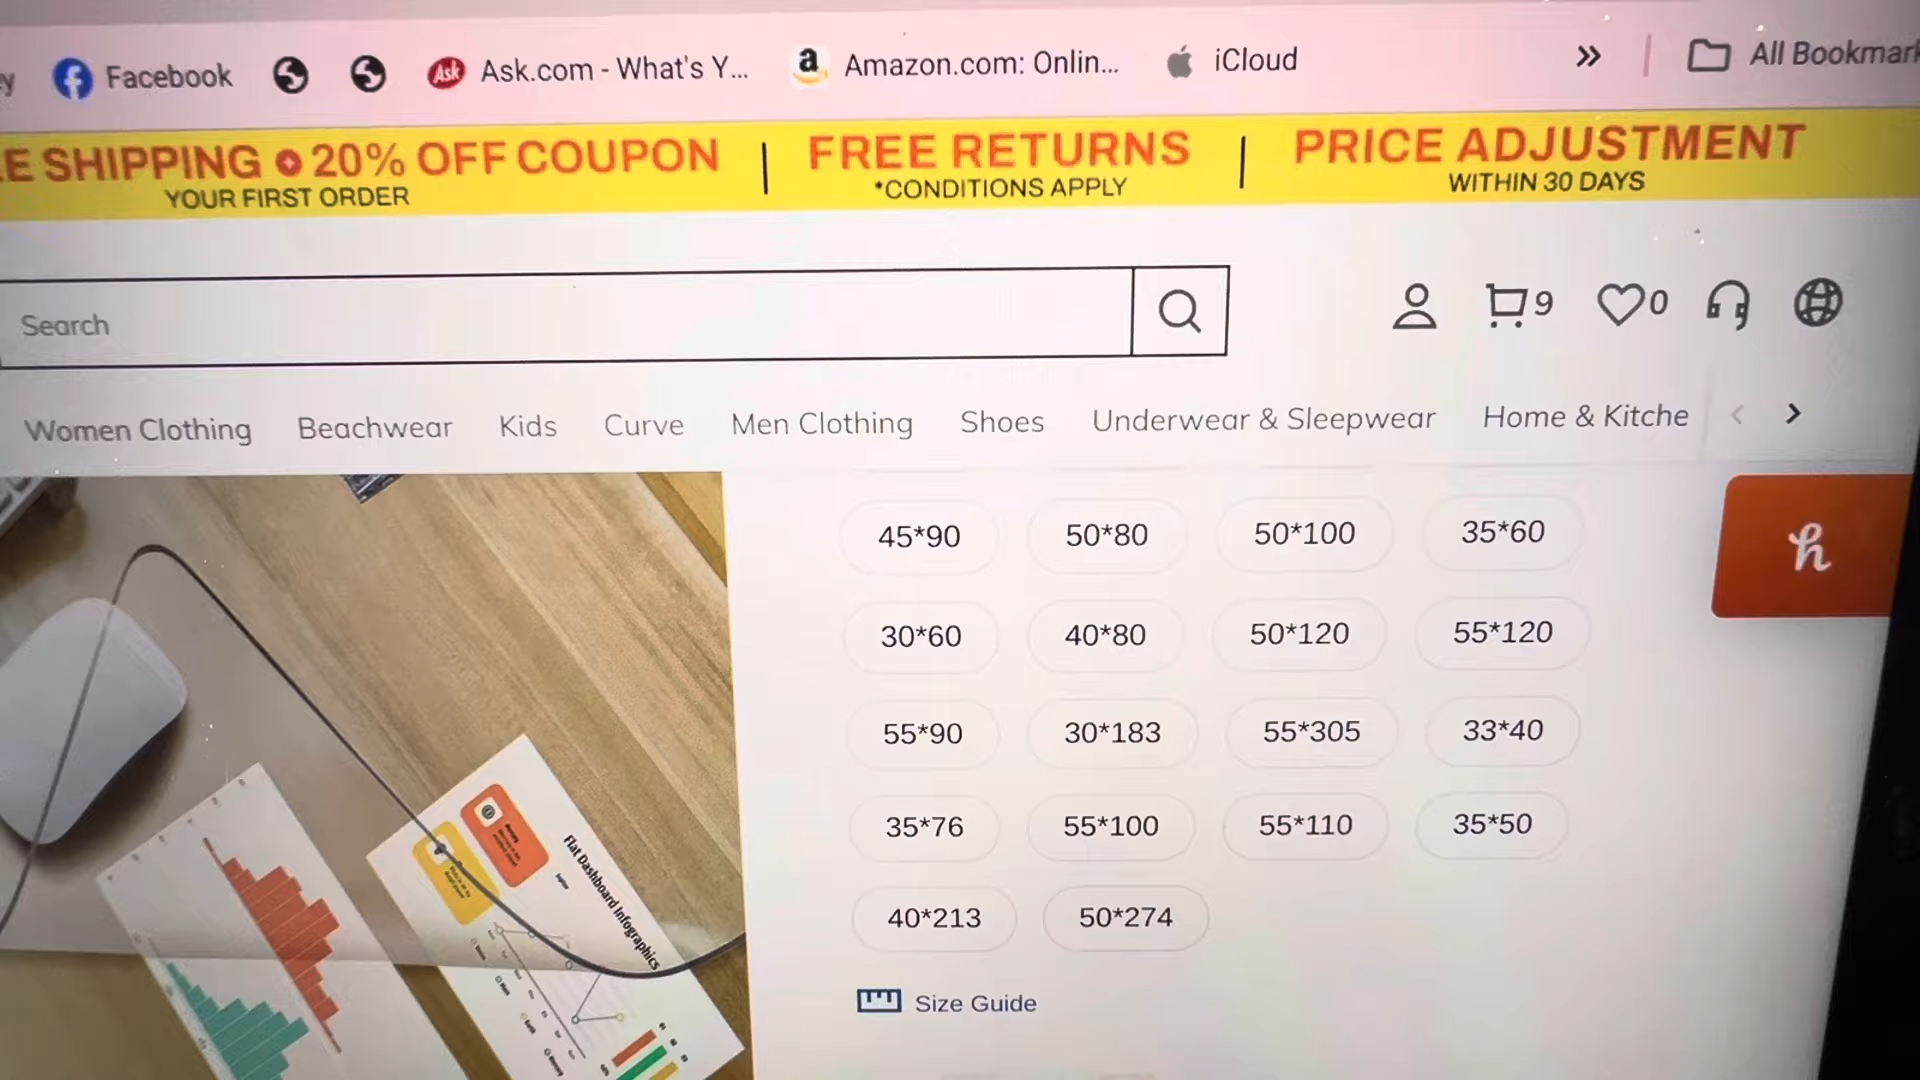 y Facebook Ask.com - What's Y... Amazon.com: Onlin... iCloud » All Bookmark
E SHIPPING 20% OFF COUPON
YOUR FIRST ORDER
FREE RETURNS
*CONDITIONS APPLY
PRICE ADJUSTMENT
WITHIN 30 DAYS
Search
9
0
Women Clothing Beachwear Kids Curve Men Clothing Shoes Underwear & Sleepwear Home & Kitche
45*90 50*80 50*100 35*60
30*60 40*80 50*120 55*120
55*90 30*183 55*305 33*40
35*76 55*100 55*110 35*50
40*213 50*274
Size Guide
h
Flat Dashboard Infographics